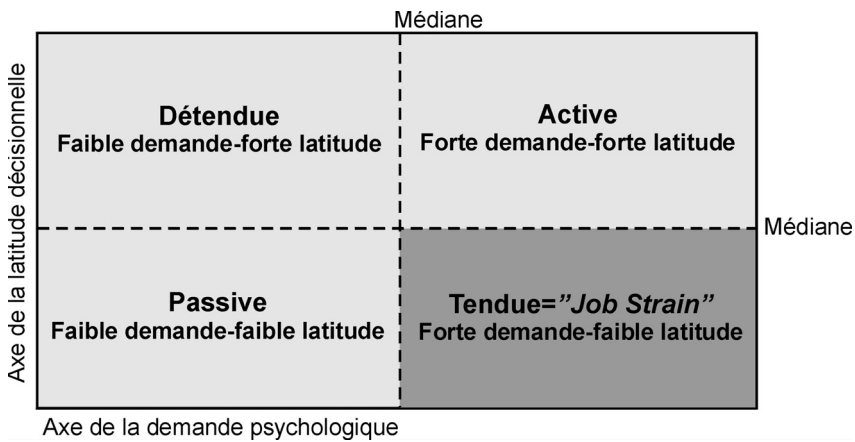 Médiane
Axe de la latitude décisionnelle
Détendue
Faible demande-forte latitude
Active
Forte demande-forte latitude
Médiane
Passive
Faible demande-faible latitude
Tendue="Job Strain"
Forte demande-faible latitude
Axe de la demande psychologique